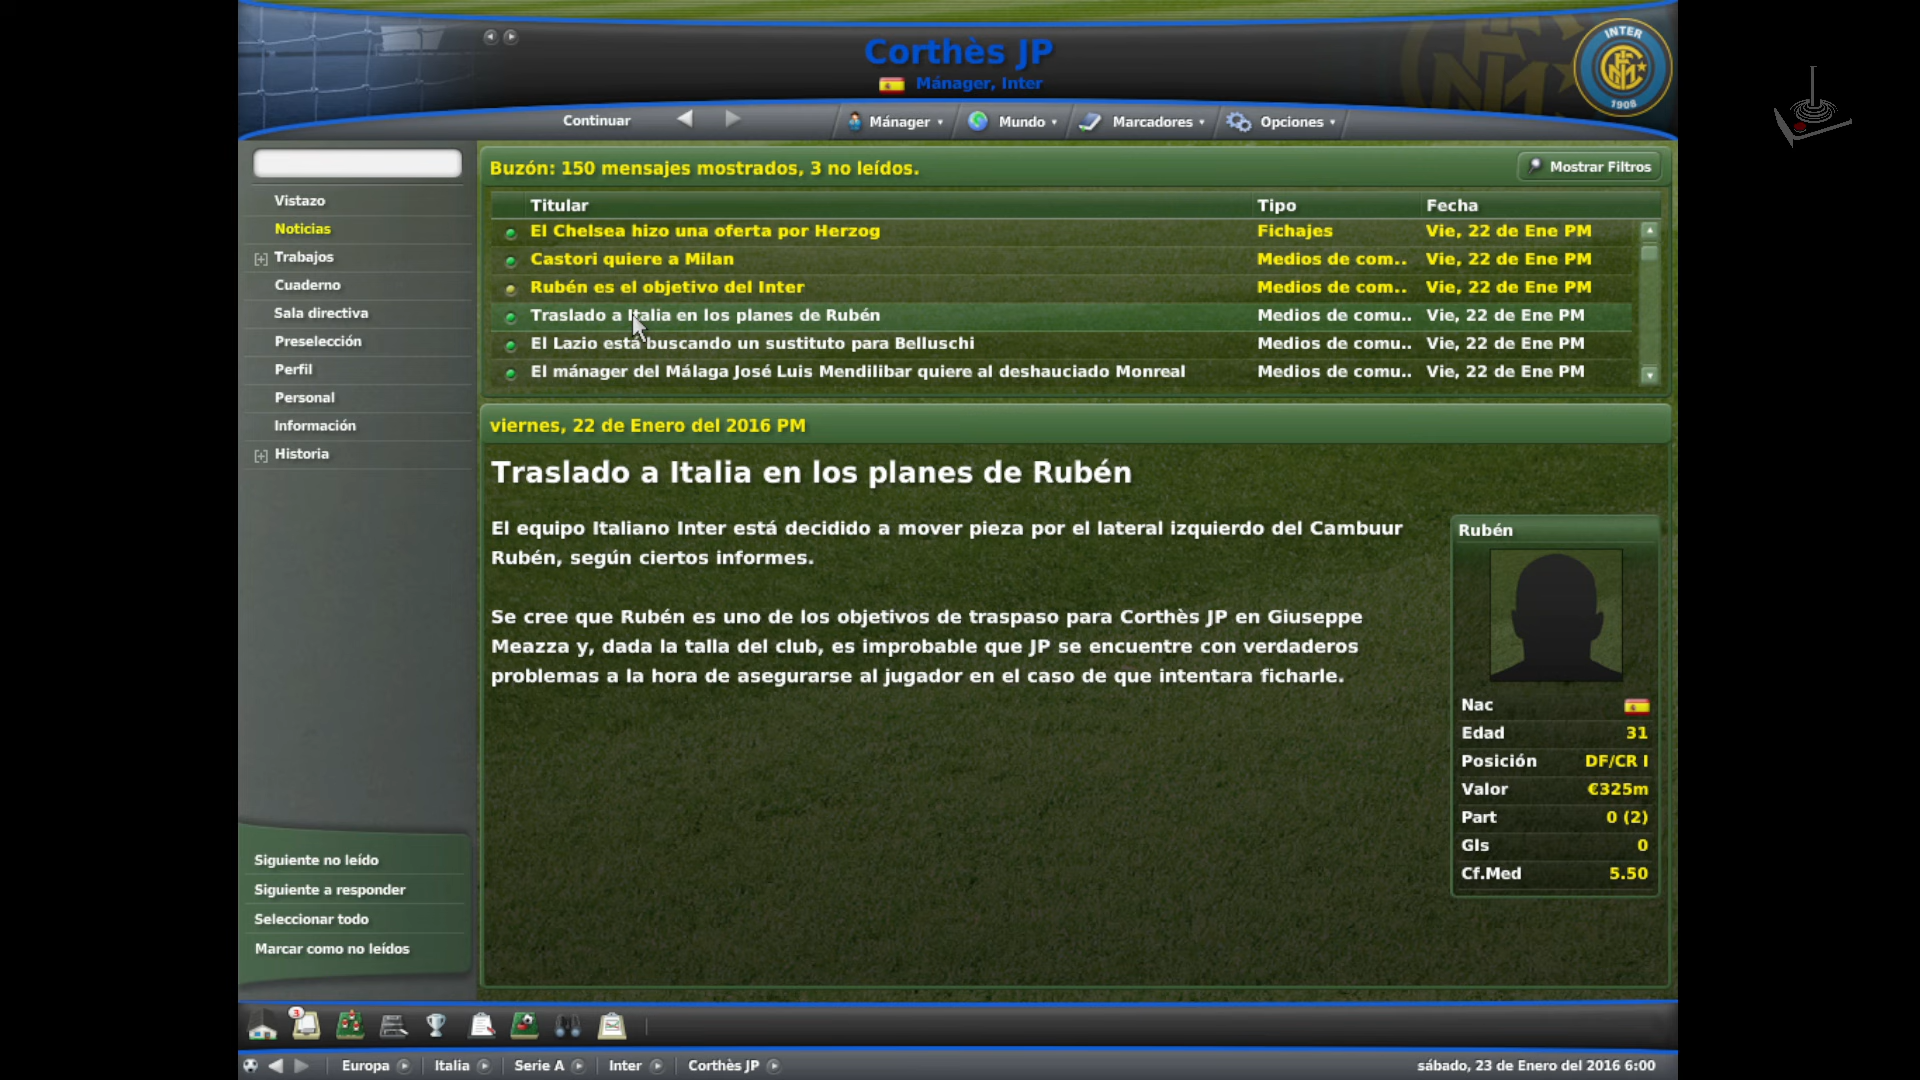 Corthès JP
Mánager, Inter
INTER
1908
Continuar
Mánager
Mundo
Marcadores
Opciones
Vistazo
Noticias
[+] Trabajos
Cuaderno
Sala directiva
Preselección
Perfil
Personal
Información
[+] Historia
Siguiente no leído
Siguiente a responder
Seleccionar todo
Marcar como no leídos
Buzón: 150 mensajes mostrados, 3 no leídos.
Mostrar Filtros
Titular Tipo Fecha
El Chelsea hizo una oferta por Herzog Fichajes Vie, 22 de Ene PM
Castori quiere a Milan Medios de com.. Vie, 22 de Ene PM
Rubén es el objetivo del Inter Medios de com.. Vie, 22 de Ene PM
Traslado a Italia en los planes de Rubén Medios de comu.. Vie, 22 de Ene PM
El Lazio está buscando un sustituto para Belluschi Medios de comu.. Vie, 22 de Ene PM
El mánager del Málaga José Luis Mendilibar quiere al deshauciado Monreal Medios de comu.. Vie, 22 de Ene PM
viernes, 22 de Enero del 2016 PM
Traslado a Italia en los planes de Rubén
El equipo Italiano Inter está decidido a mover pieza por el lateral izquierdo del Cambuur
Rubén, según ciertos informes.
Se cree que Rubén es uno de los objetivos de traspaso para Corthès JP en Giuseppe
Meazza y, dada la talla del club, es improbable que JP se encuentre con verdaderos
problemas a la hora de asegurarse al jugador en el caso de que intentara ficharle.
Rubén
Nac
Edad 31
Posición DF/CR I
Valor €325m
Part 0 (2)
Gls 0
Cf.Med 5.50
3
Europa
Italia
Serie A
Inter
Corthès JP
sábado, 23 de Enero del 2016 6:00